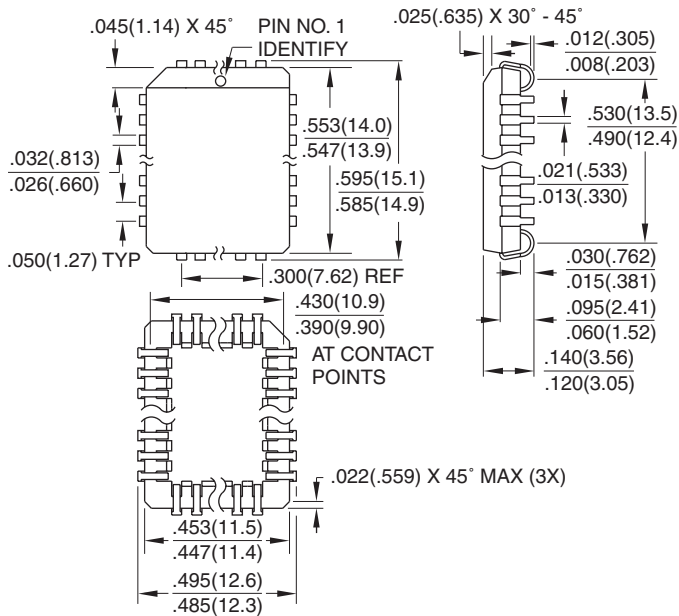 .045(1.14) X 45°
PIN NO. 1
IDENTIFY
.025(.635) X 30° - 45°
.012(.305)
.008(.203)
.553(14.0)
.547(13.9)
.530(13.5)
.490(12.4)
.032(.813)
.026(.660)
.595(15.1)
.585(14.9)
.021(.533)
.013(.330)
.050(1.27) TYP
.300(7.62) REF
.030(.762)
.015(.381)
.430(10.9)
.390(9.90)
AT CONTACT
POINTS
.095(2.41)
.060(1.52)
.140(3.56)
.120(3.05)
.022(.559) X 45° MAX (3X)
.453(11.5)
.447(11.4)
.495(12.6)
.485(12.3)